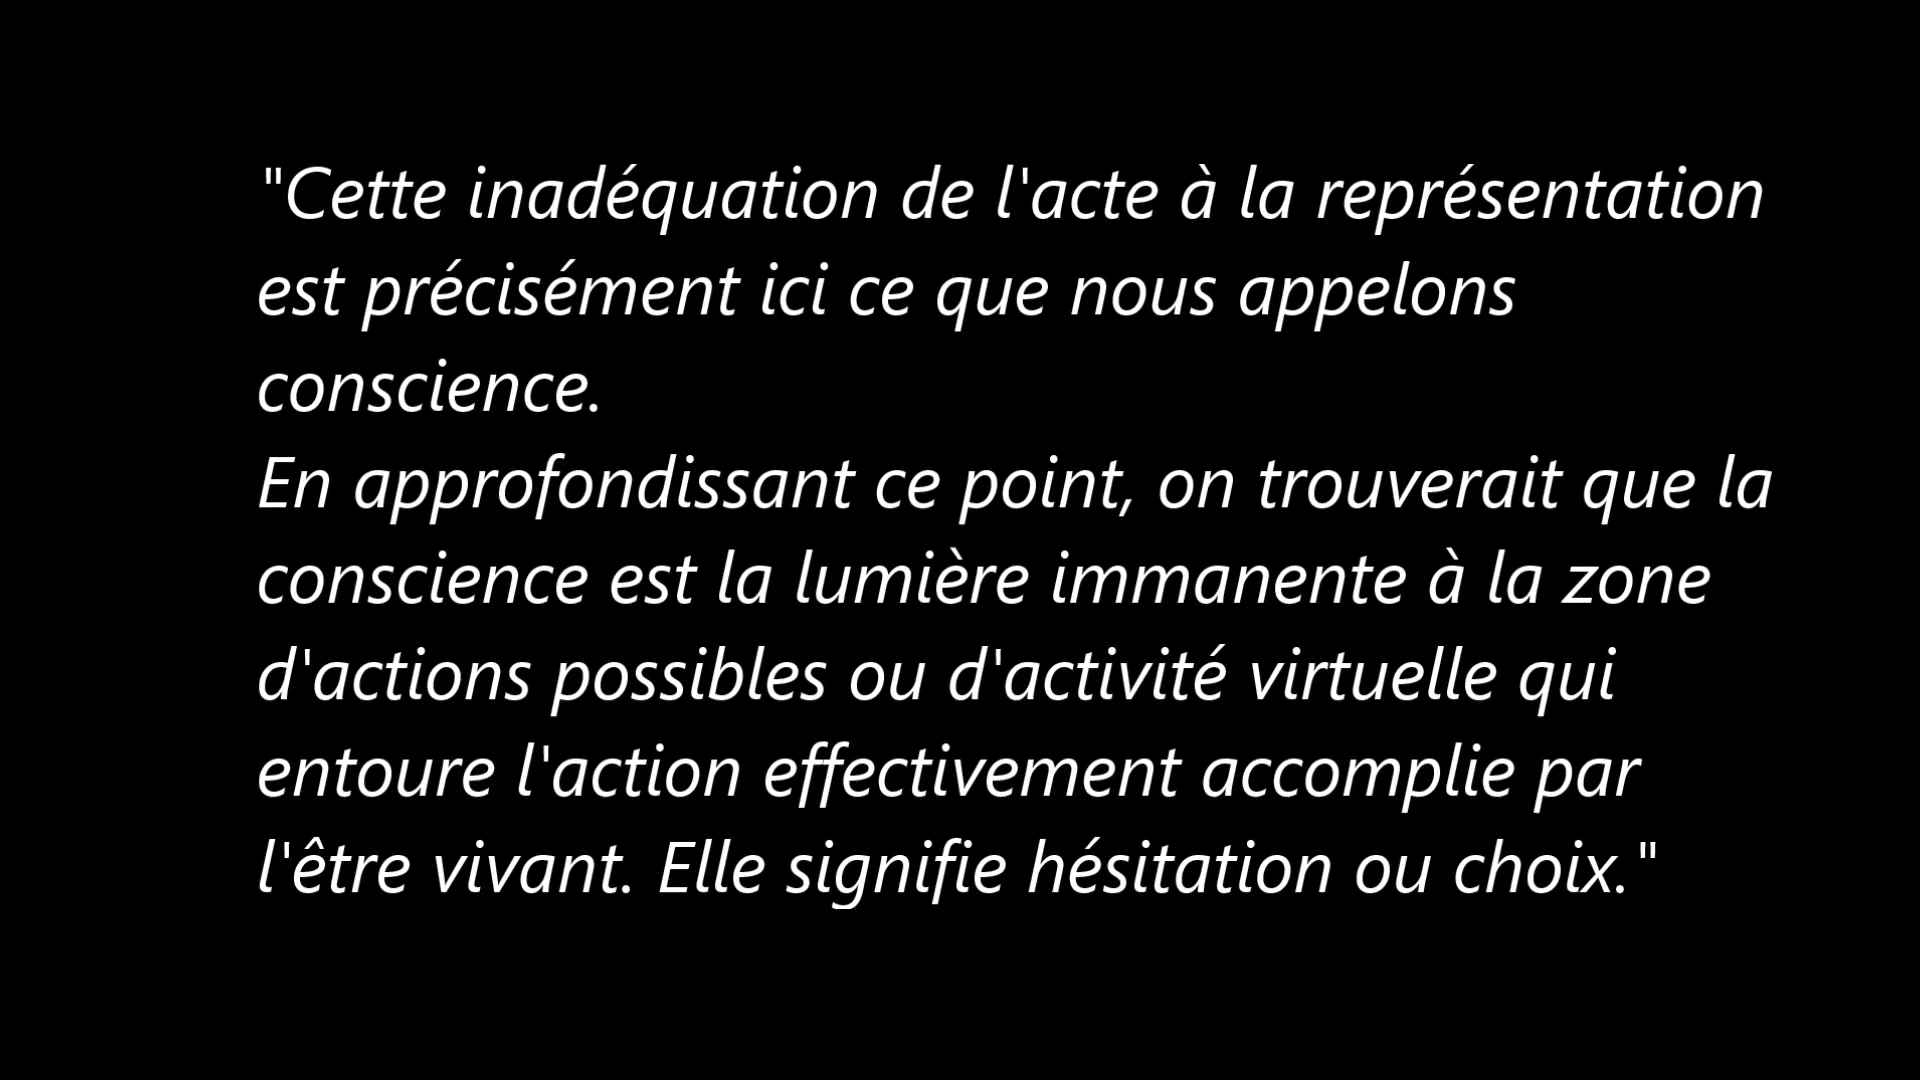 "Cette inadéquation de l'acte à la représentation
est précisément ici ce que nous appelons
conscience.
En approfondissant ce point, on trouverait que la
conscience est la lumière immanente à la zone
d'actions possibles ou d'activité virtuelle qui
entoure l'action effectivement accomplie par
l'être vivant. Elle signifie hésitation ou choix."